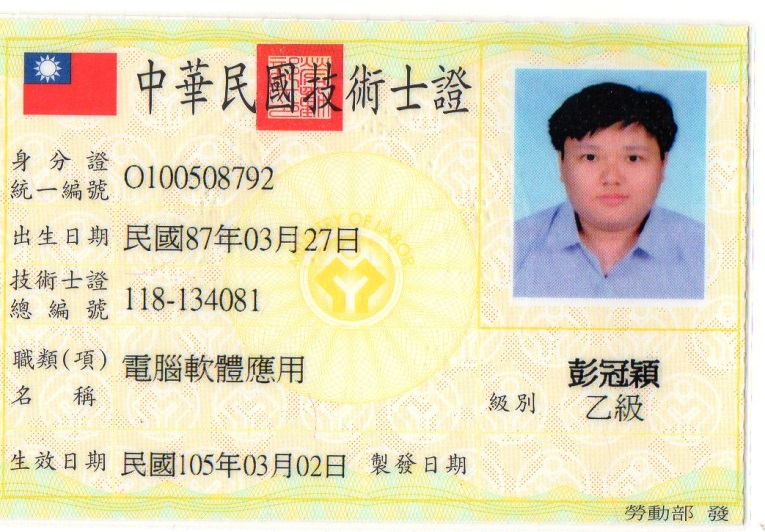 中華民國技術士證
身分證
統一編號 O100508792
出生日期 民國87年03月27日
MINISTRY OF LABOR
技術士證
總編號 118-134081
職類(項)
名稱 電腦軟體應用
彭冠穎
級別 乙級
生效日期 民國105年03月02日 製發日期
勞動部 發